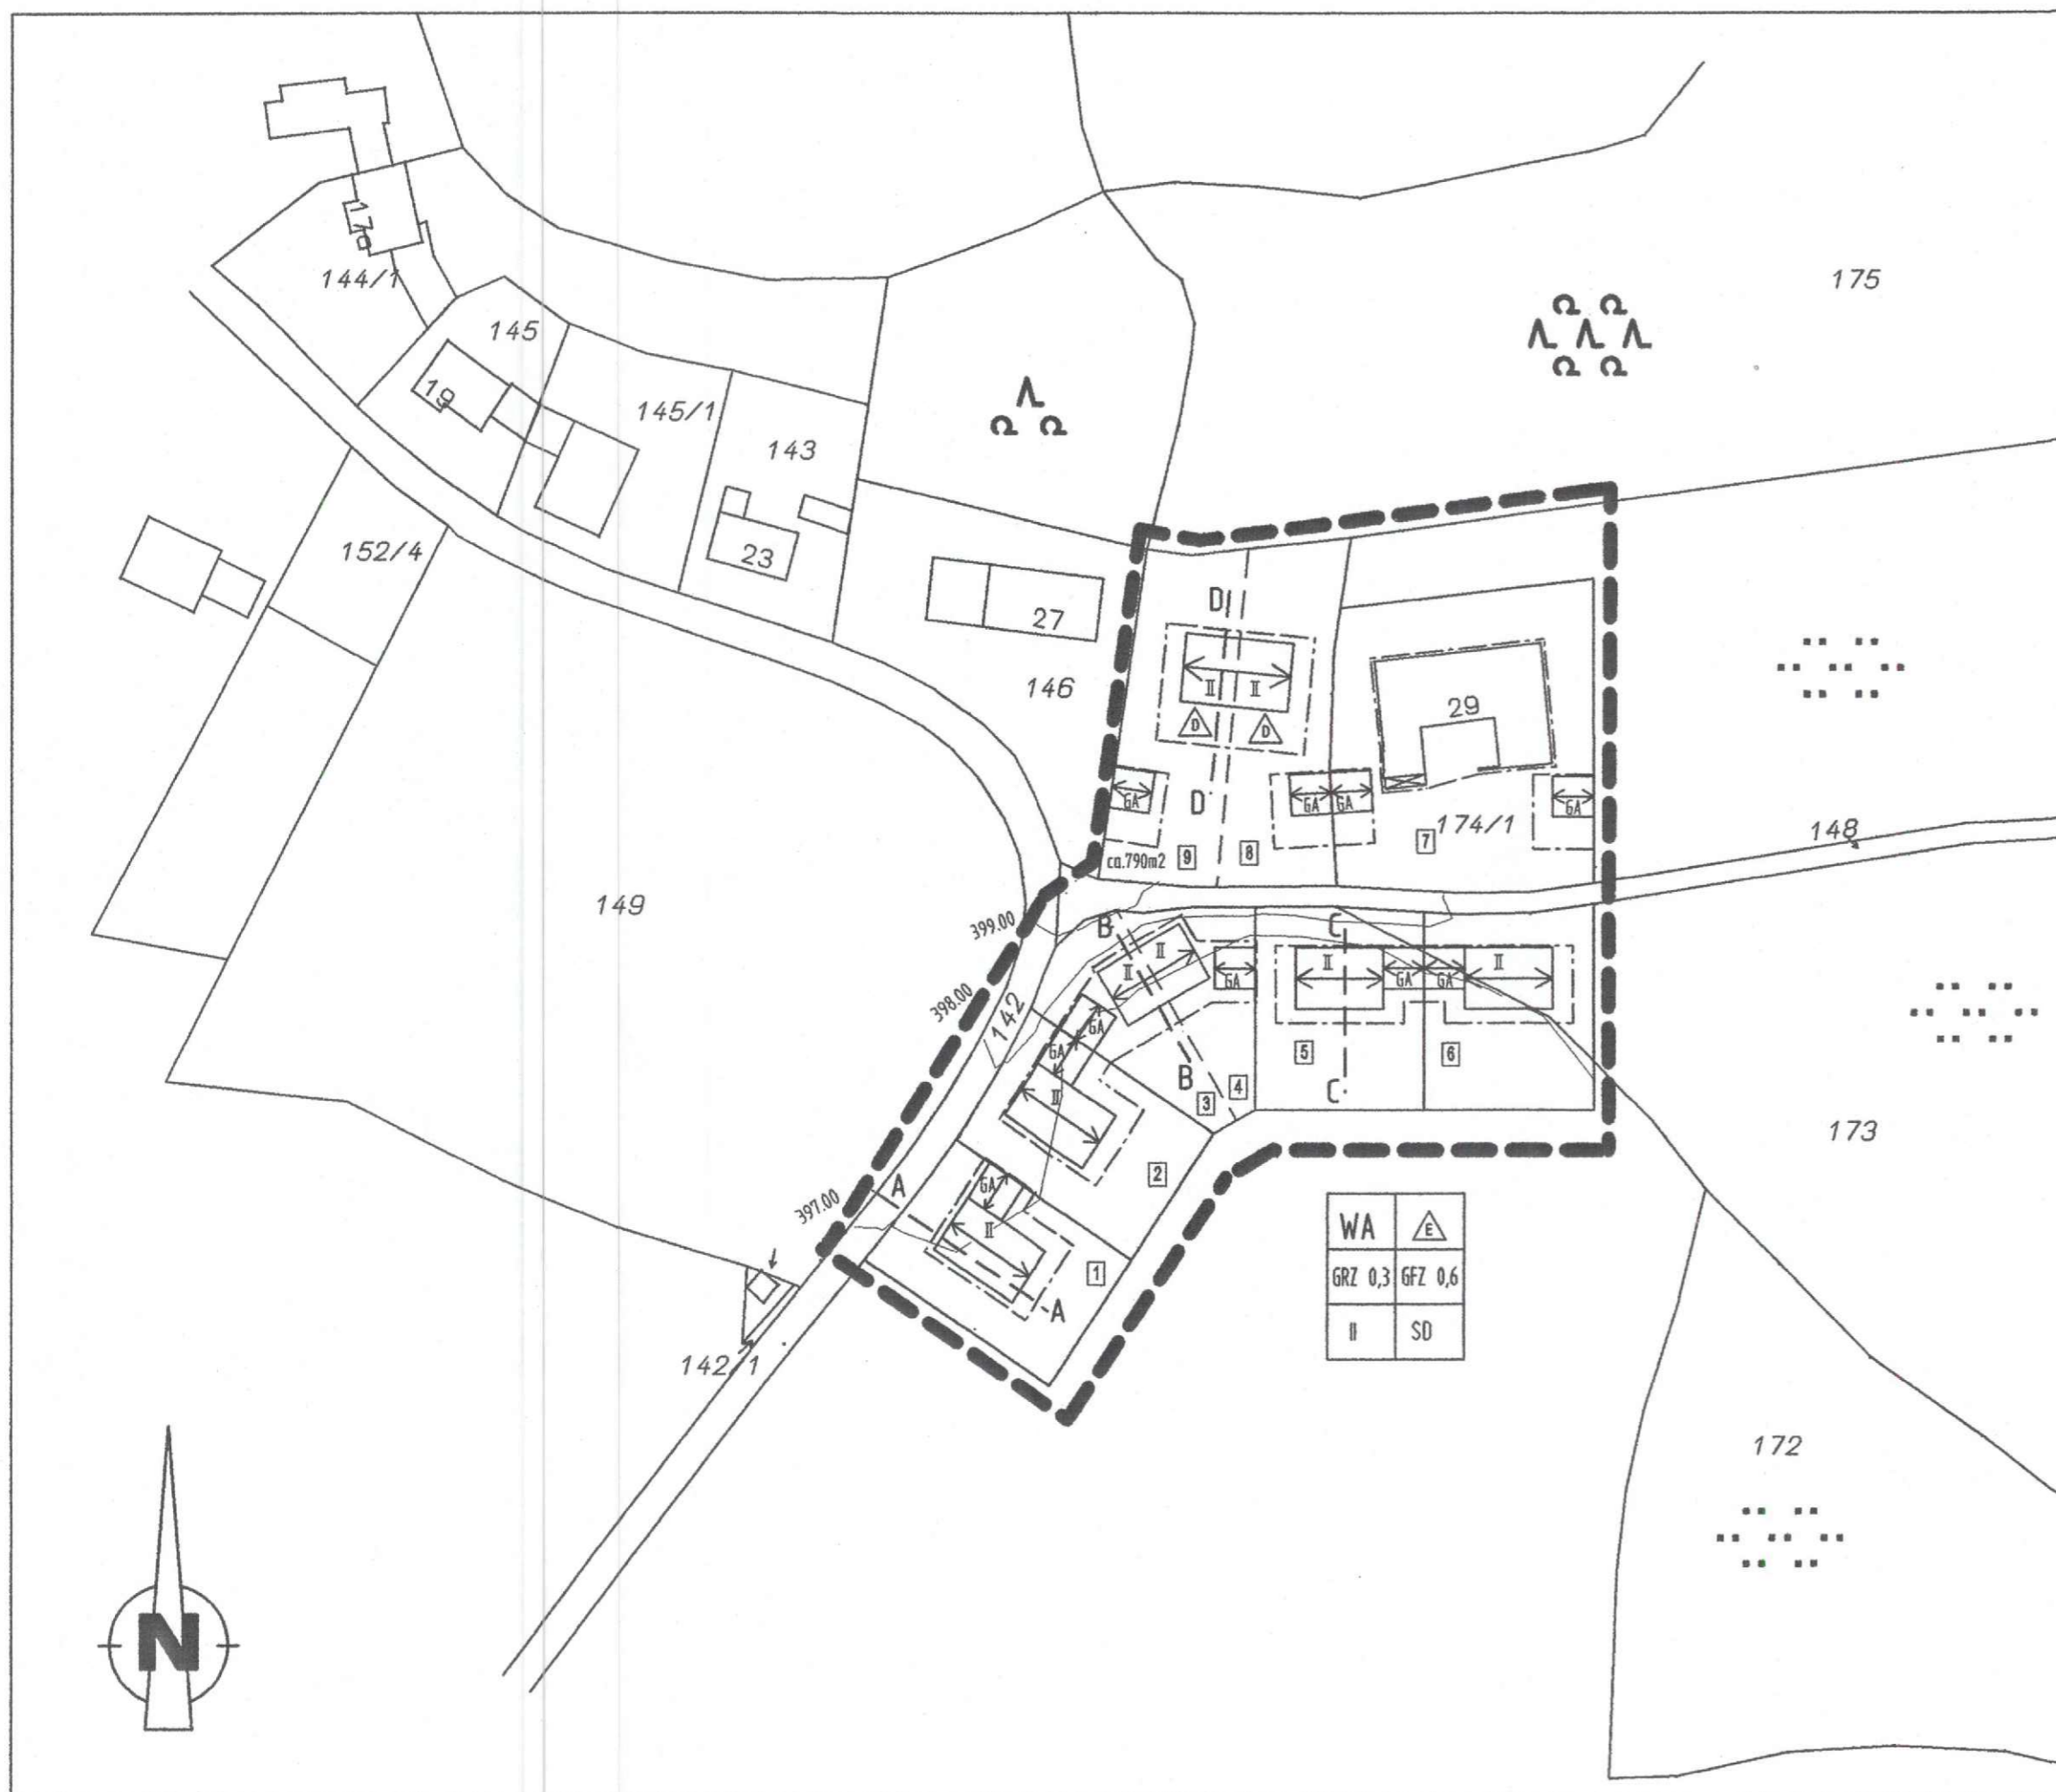 175
17a
144/1
145
19
145/1
143
152/4
23
27
146
D
II II
D D
29
GA
D
GA GA
GA
ca.790m2
9
8
7
174/1
148
149
399.00
398.00
397.00
142
B
II
II
GA
C
II
GA GA
II
GA
GA
II
B
3
4
5
C
6
2
173
A
GA
II
1
A
WA E
GRZ 0,3 GFZ 0,6
II SD
142/1
172
N